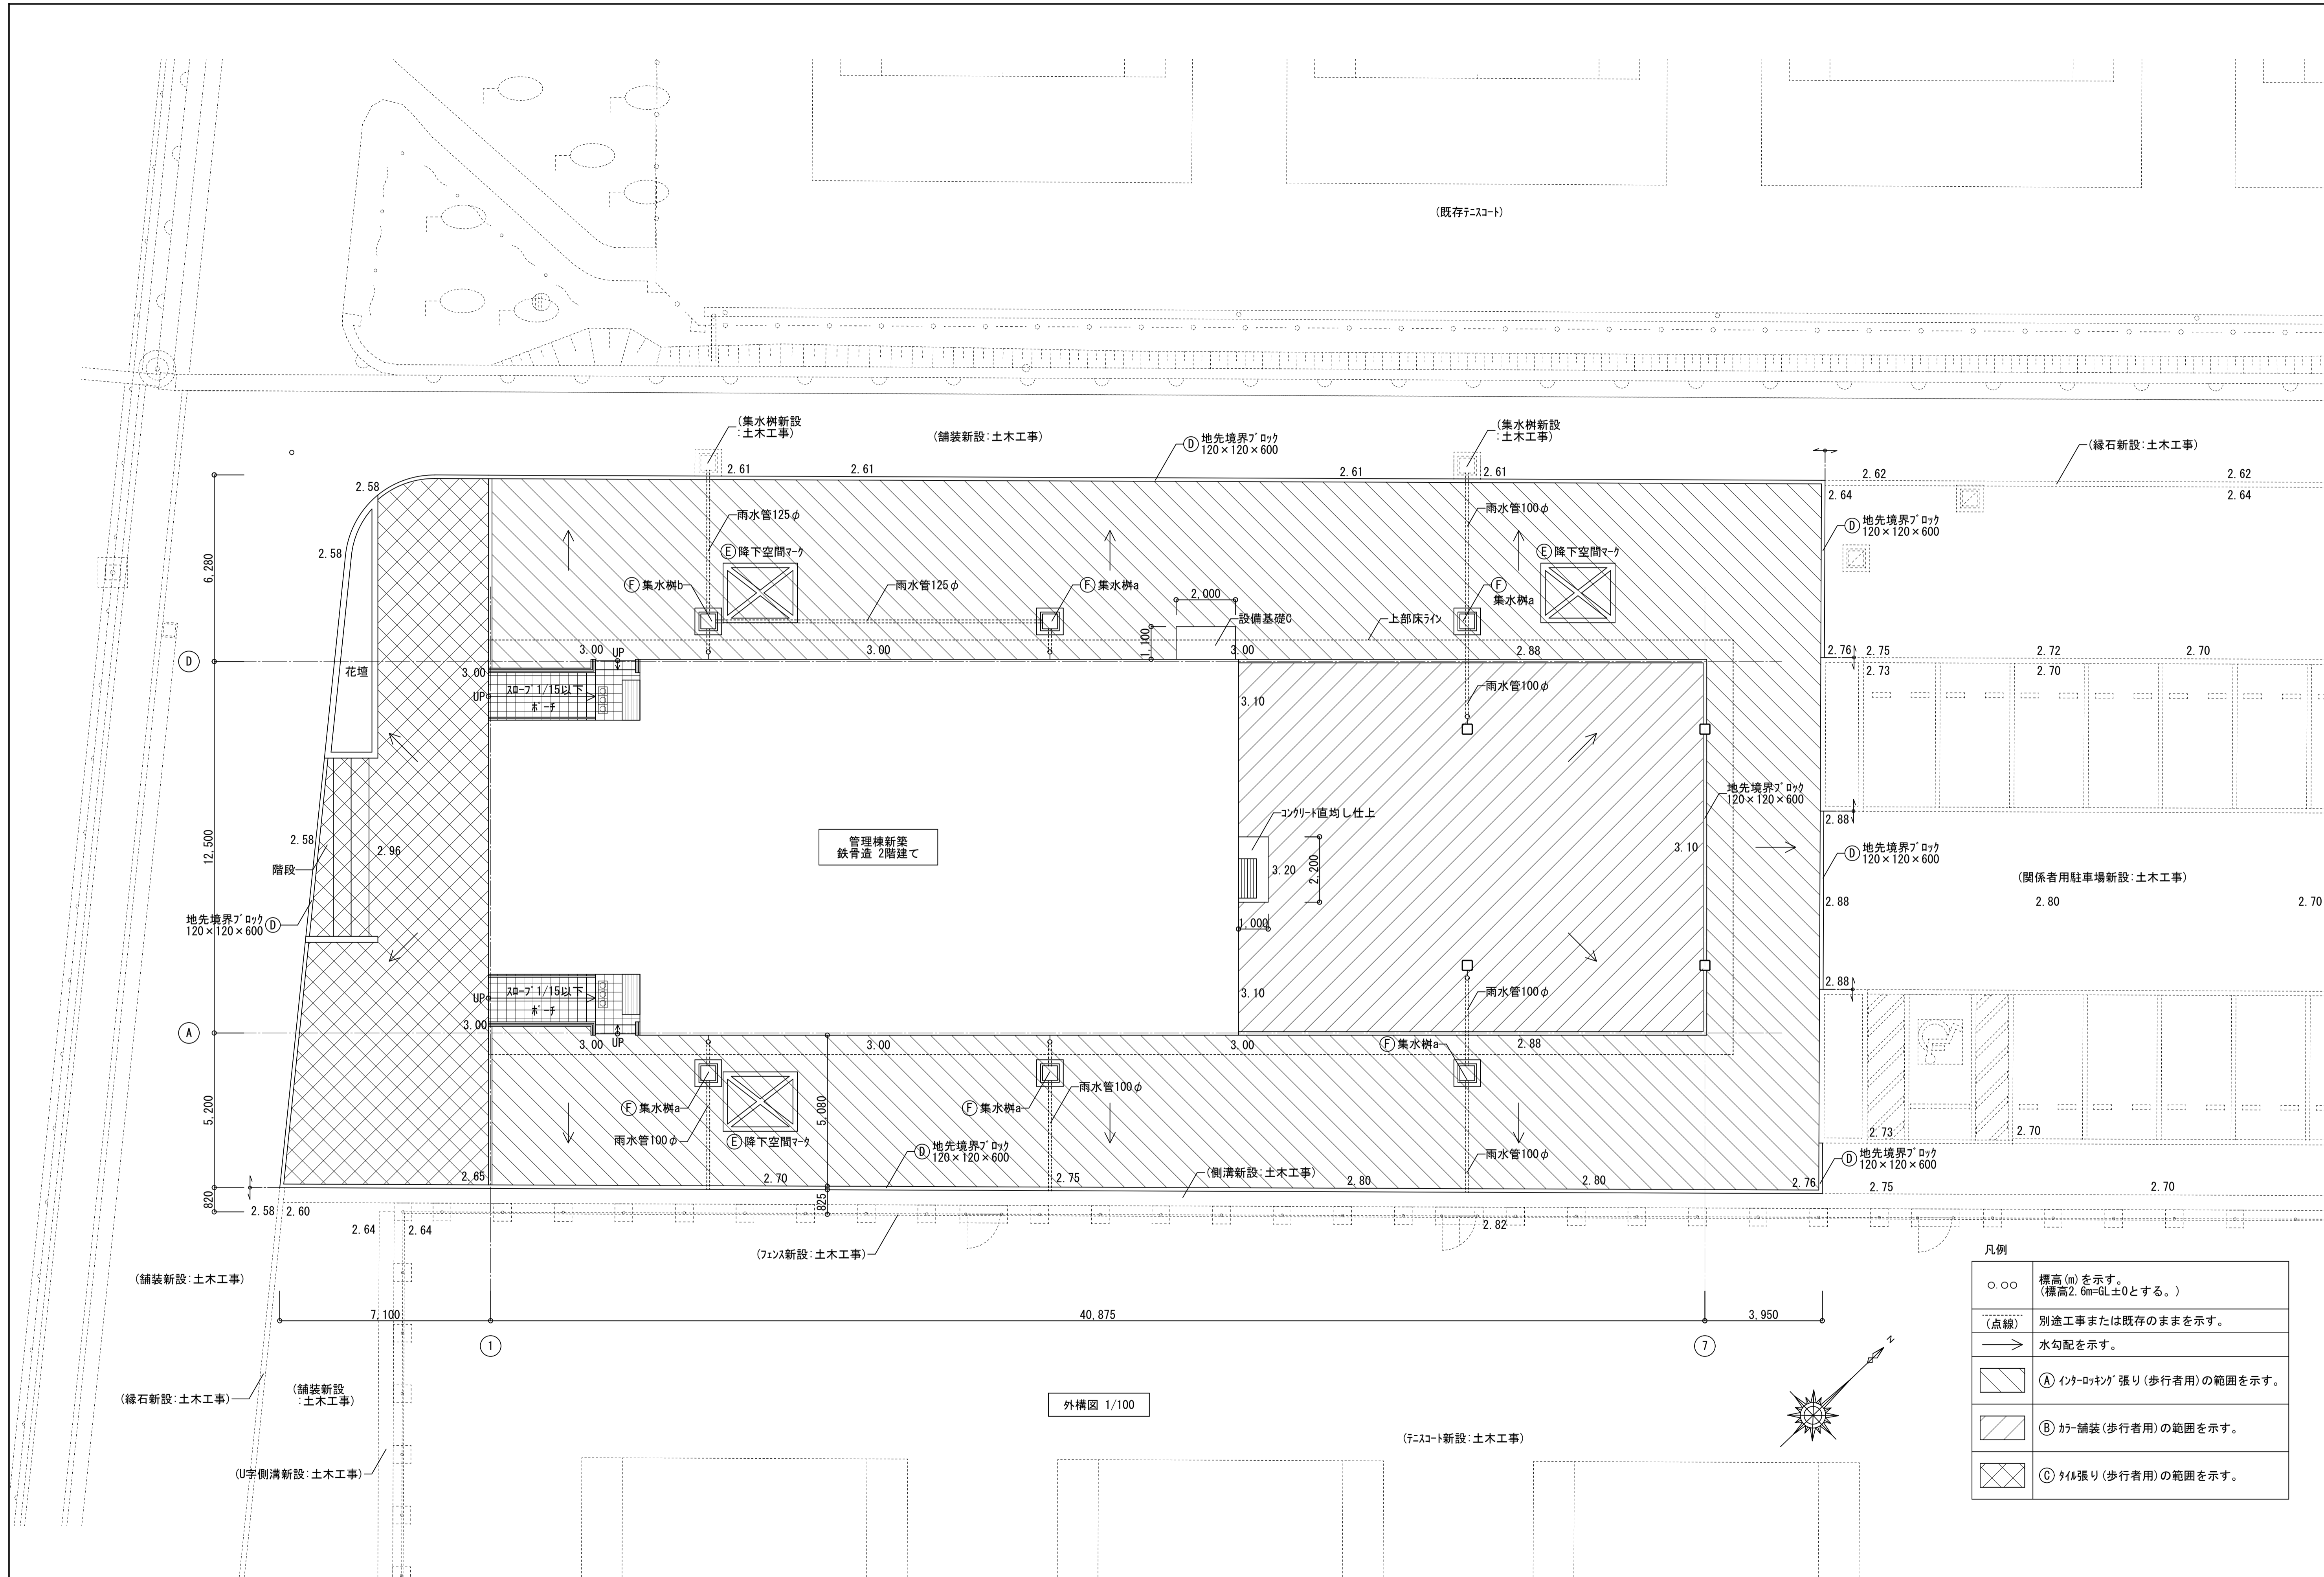 (既存ﾃﾆｽｺｰﾄ)
(集水桝新設
:土木工事)
(舗装新設:土木工事)
Ⓓ 地先境界ﾌﾞﾛｯｸ
120×120×600
(集水桝新設
:土木工事)
(縁石新設:土木工事)
2.61
2.61
2.61
2.61
2.62
2.62
2.58
2.64
2.64
雨水管125φ
雨水管100φ
Ⓓ 地先境界ﾌﾞﾛｯｸ
120×120×600
2.58
Ⓔ 降下空間ﾏｰｸ
Ⓔ 降下空間ﾏｰｸ
6,280
Ⓕ 集水桝b
雨水管125φ
Ⓕ 集水桝a
Ⓕ
集水桝a
2,000
設備基礎C
上部床ﾗｲﾝ
1,100
3.00
UP
3.00
3.00
2.88
2.76
2.75
2.72
2.70
D
花壇
3.00
2.73
2.70
UP
ｽﾛｰﾌﾟ1/15以下
ﾎﾟｰﾁ
雨水管100φ
3.10
地先境界ﾌﾞﾛｯｸ
120×120×600
ｺﾝｸﾘｰﾄ直均し仕上
2.88
12,500
2.58
2.96
管理棟新築
鉄骨造 2階建て
3.10
Ⓓ 地先境界ﾌﾞﾛｯｸ
120×120×600
階段
3.20
2,200
(関係者用駐車場新設:土木工事)
2.88
2.80
2.70
地先境界ﾌﾞﾛｯｸ Ⓓ
120×120×600
1,000
2.88
UP
ｽﾛｰﾌﾟ1/15以下
ﾎﾟｰﾁ
3.10
雨水管100φ
A
3.00
3.00
UP
3.00
3.00
Ⓕ 集水桝a
2.88
雨水管100φ
5,200
Ⓕ 集水桝a
5,080
Ⓕ 集水桝a
雨水管100φ
Ⓔ 降下空間ﾏｰｸ
Ⓓ 地先境界ﾌﾞﾛｯｸ
120×120×600
雨水管100φ
2.73
2.70
Ⓓ 地先境界ﾌﾞﾛｯｸ
120×120×600
2.65
2.70
2.75
(側溝新設:土木工事)
2.80
2.80
2.76
2.75
2.70
820
825
2.58
2.60
2.64
2.64
2.82
(ﾌｪﾝｽ新設:土木工事)
(舗装新設:土木工事)
7,100
40,875
3,950
1
7
N
(縁石新設:土木工事)
(舗装新設
:土木工事)
外構図 1/100
(ﾃﾆｽｺｰﾄ新設:土木工事)
(U字側溝新設:土木工事)
凡例
○.○○ 標高(m)を示す。
(標高2.6m=GL±0とする。)
(点線) 別途工事または既存のままを示す。
水勾配を示す。
Ⓐ ｲﾝﾀｰﾛｯｷﾝｸﾞ張り(歩行者用)の範囲を示す。
Ⓑ ｶﾗｰ舗装(歩行者用)の範囲を示す。
Ⓒ ﾀｲﾙ張り(歩行者用)の範囲を示す。